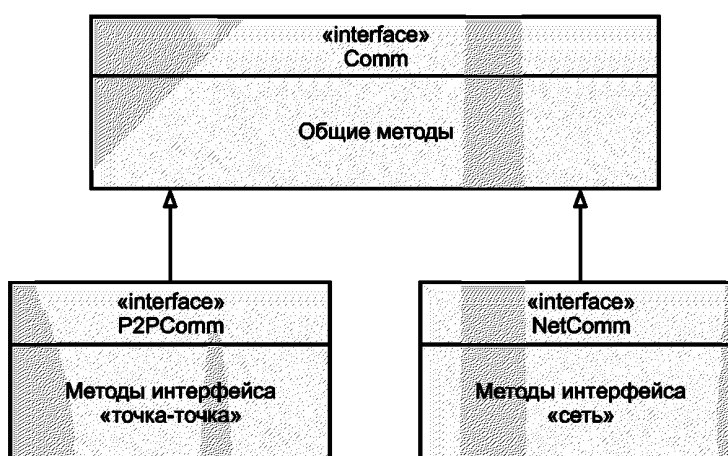 «interface»
Comm
Общие методы
«interface»
P2PComm
Методы интерфейса
«точка-точка»
«interface»
NetComm
Методы интерфейса
«сеть»